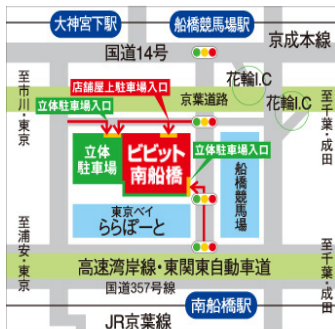 大神宮下駅
船橋競馬場駅
京成本線
国道14号
花輪I.C
花輪I.C
至市川・東京
店舗屋上駐車場入口
立体駐車場入口
京葉道路
至千葉・成田
立体
駐車場
ビビット
南船橋
立体駐車場入口
船橋競馬場
東京ベイ
ららぽーと
至浦安・東京
高速湾岸線・東関東自動車道
国道357号線
至千葉・成田
南船橋駅
JR京葉線